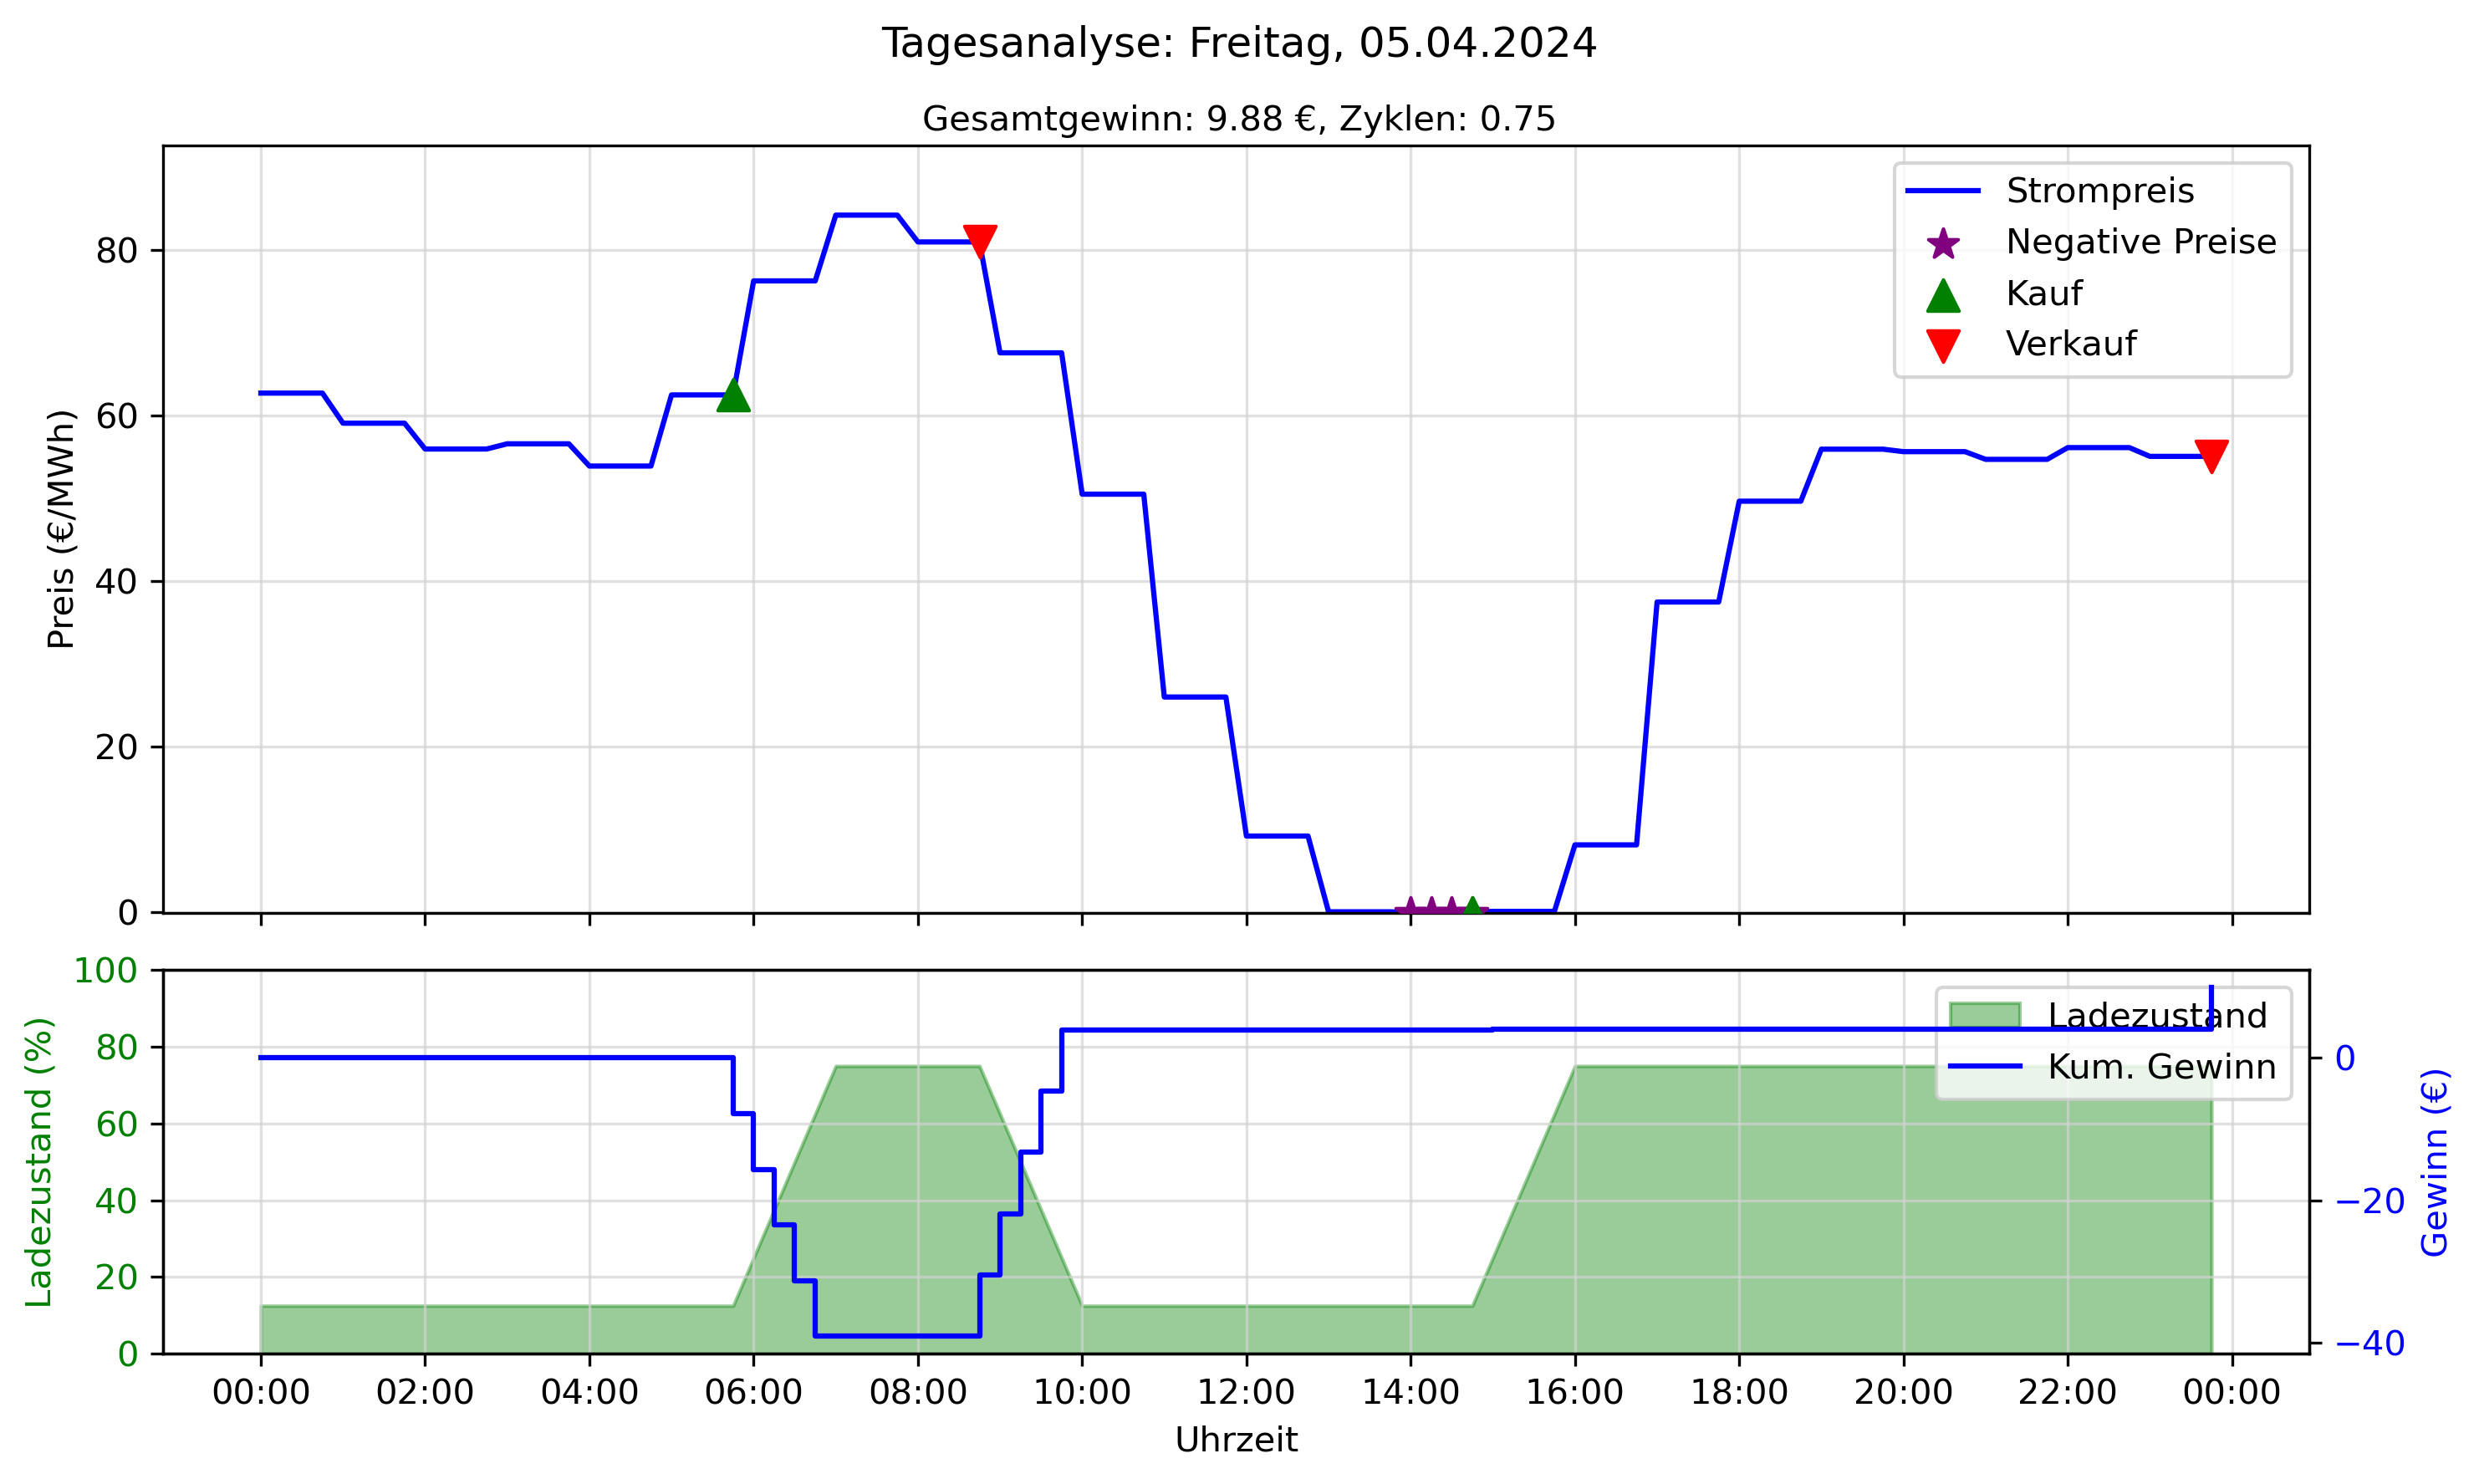 Tagesanalyse: Freitag, 05.04.2024
Gesamtgewinn: 9.88 €, Zyklen: 0.75
Preis (€/MWh)
80
60
40
20
0
Strompreis
Negative Preise
Kauf
Verkauf
Ladezustand (%)
100
80
60
40
20
0
Ladezustand
Kum. Gewinn
0
−20
−40
Gewinn (€)
00:00 02:00 04:00 06:00 08:00 10:00 12:00 14:00 16:00 18:00 20:00 22:00 00:00
Uhrzeit